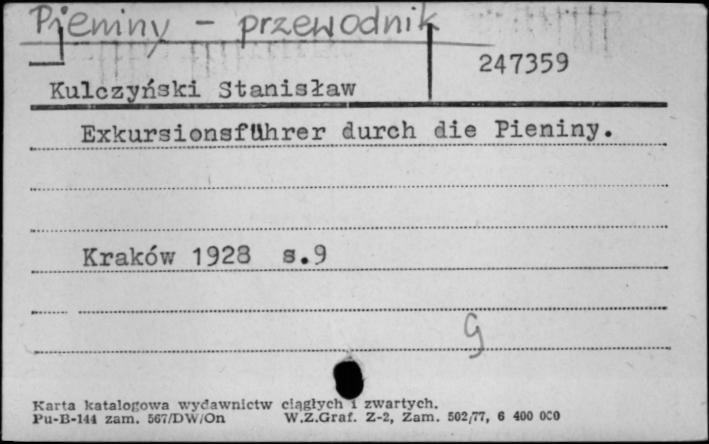 Pieniny - przewodnik
247359
Kulczyński Stanisław
Exkursionsführer durch die Pieniny.
Kraków 1928 s.9
g
Karta katalogowa wydawnictw ciągłych i zwartych.
Pu-B-144 zam. 567/DW/On W.Z.Graf. Z-2, Zam. 502/77, 6 400 000